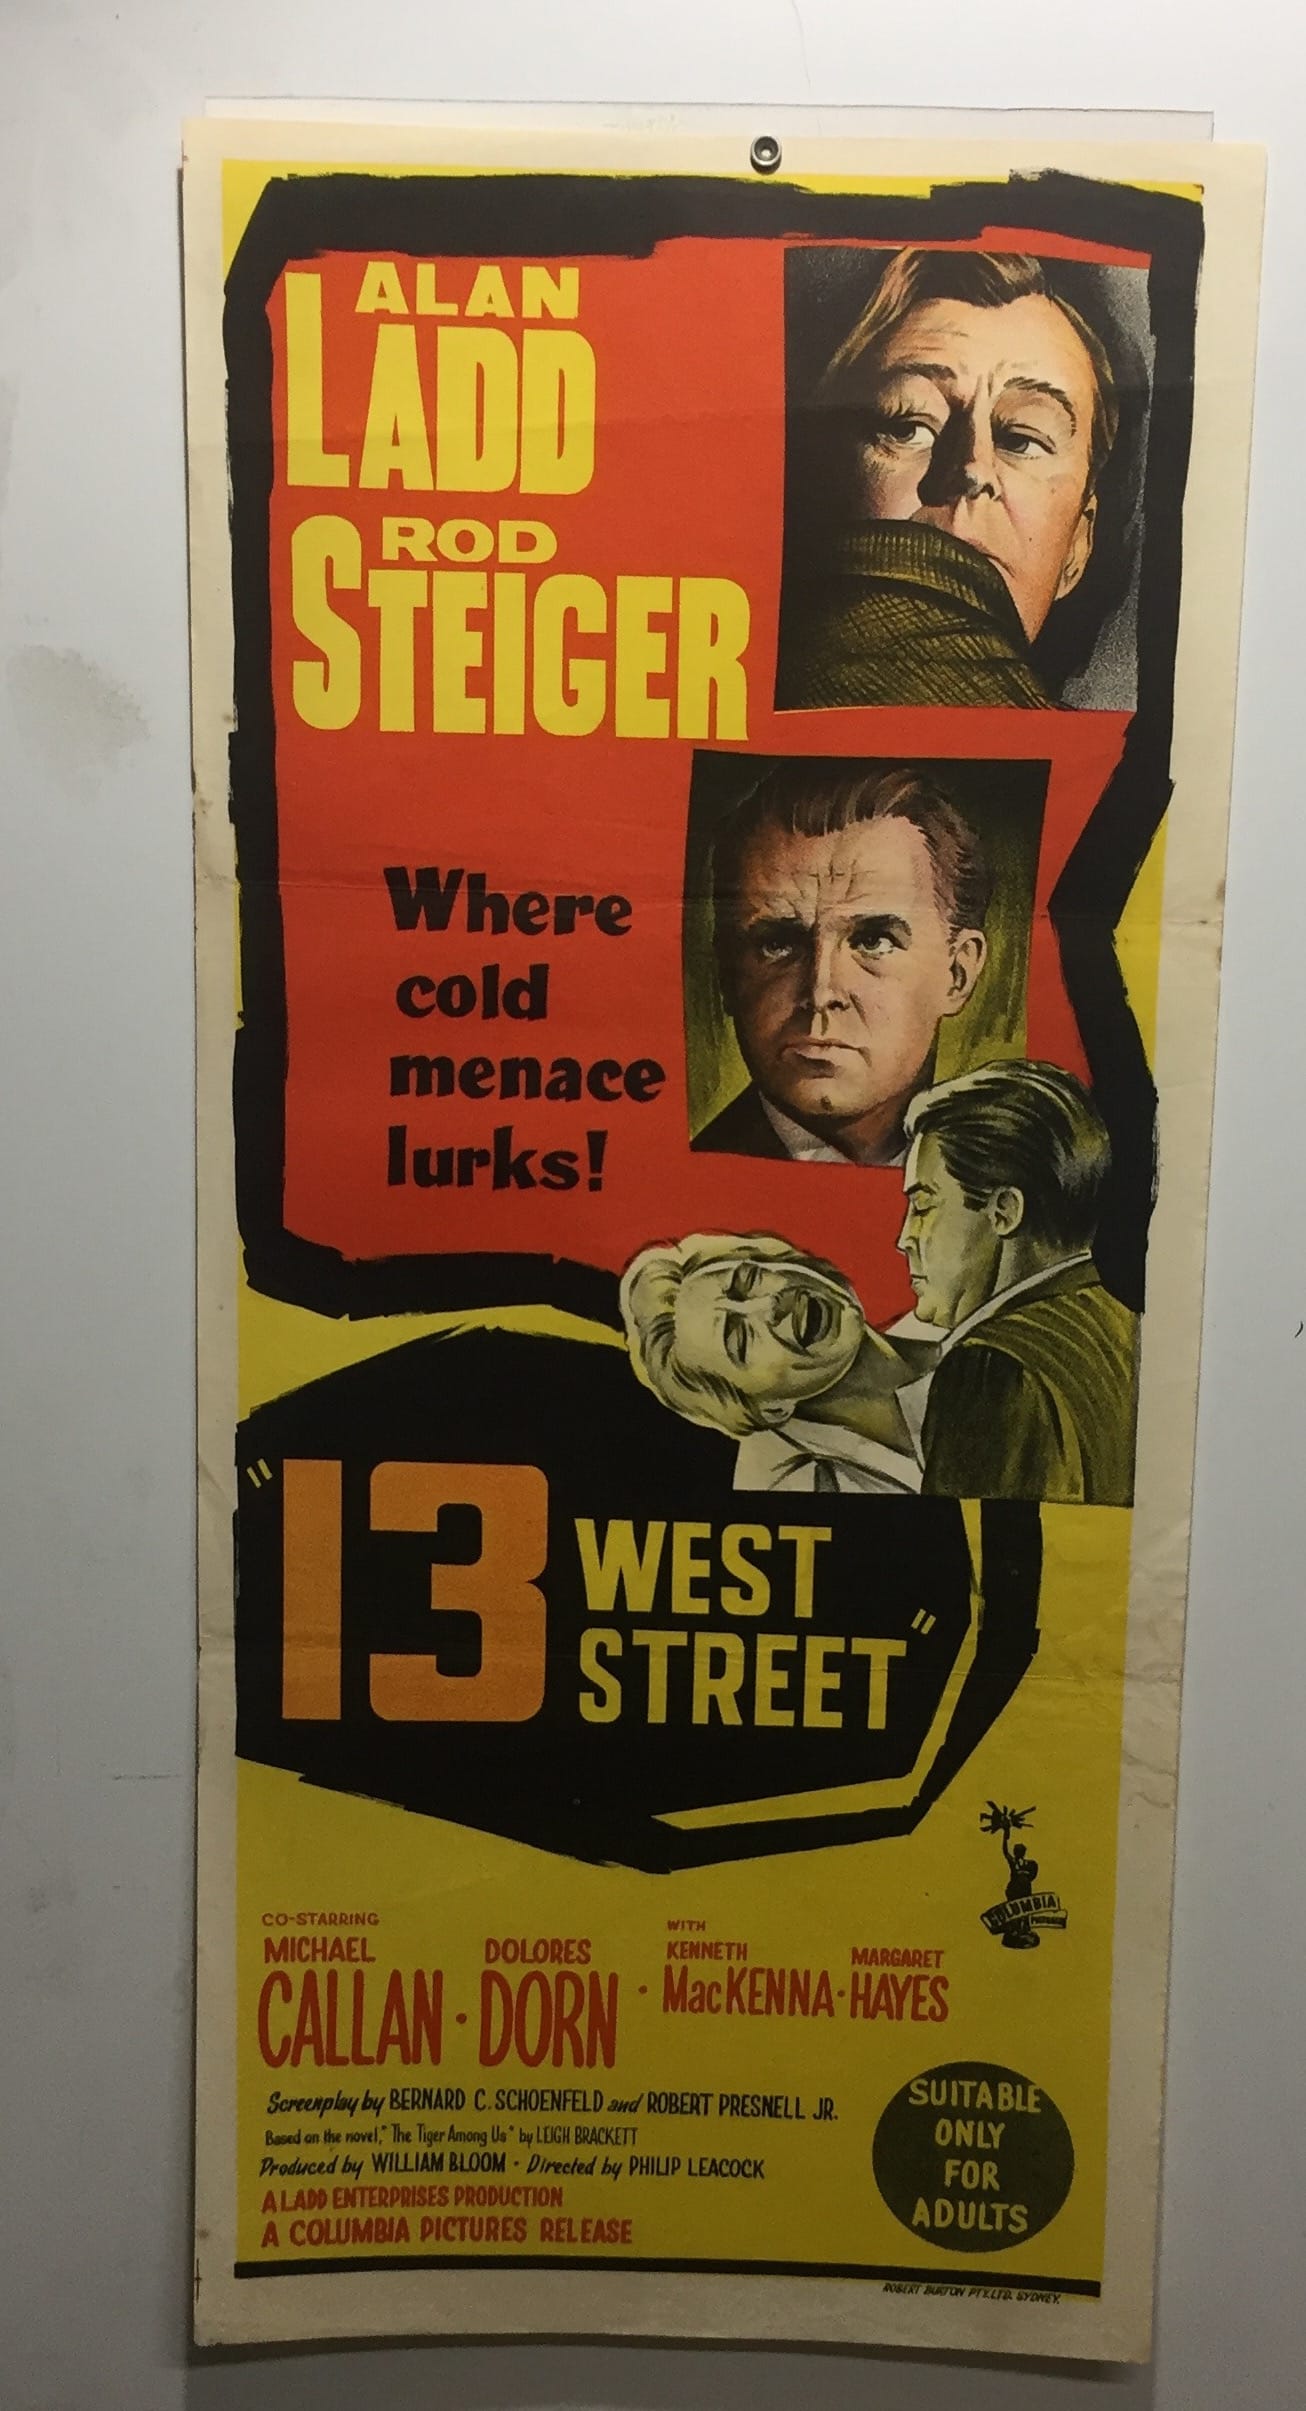 ALAN
LADD
ROD
STEIGER
Where
cold
menace
lurks!
"13 WEST
STREET"
COLUMBIA
PICTURES
CO-STARRING
MICHAEL
CALLAN · DOLORES
DORN · WITH
KENNETH
MacKENNA · MARGARET
HAYES
Screenplay by BERNARD C. SCHOENFELD and ROBERT PRESNELL JR.
Based on the novel, "The Tiger Among Us" by LEIGH BRACKETT
Produced by WILLIAM BLOOM · Directed by PHILIP LEACOCK
A LADD ENTERPRISES PRODUCTION
A COLUMBIA PICTURES RELEASE
SUITABLE
ONLY
FOR
ADULTS
ROBERT BURTON PTY. LTD. SYDNEY.